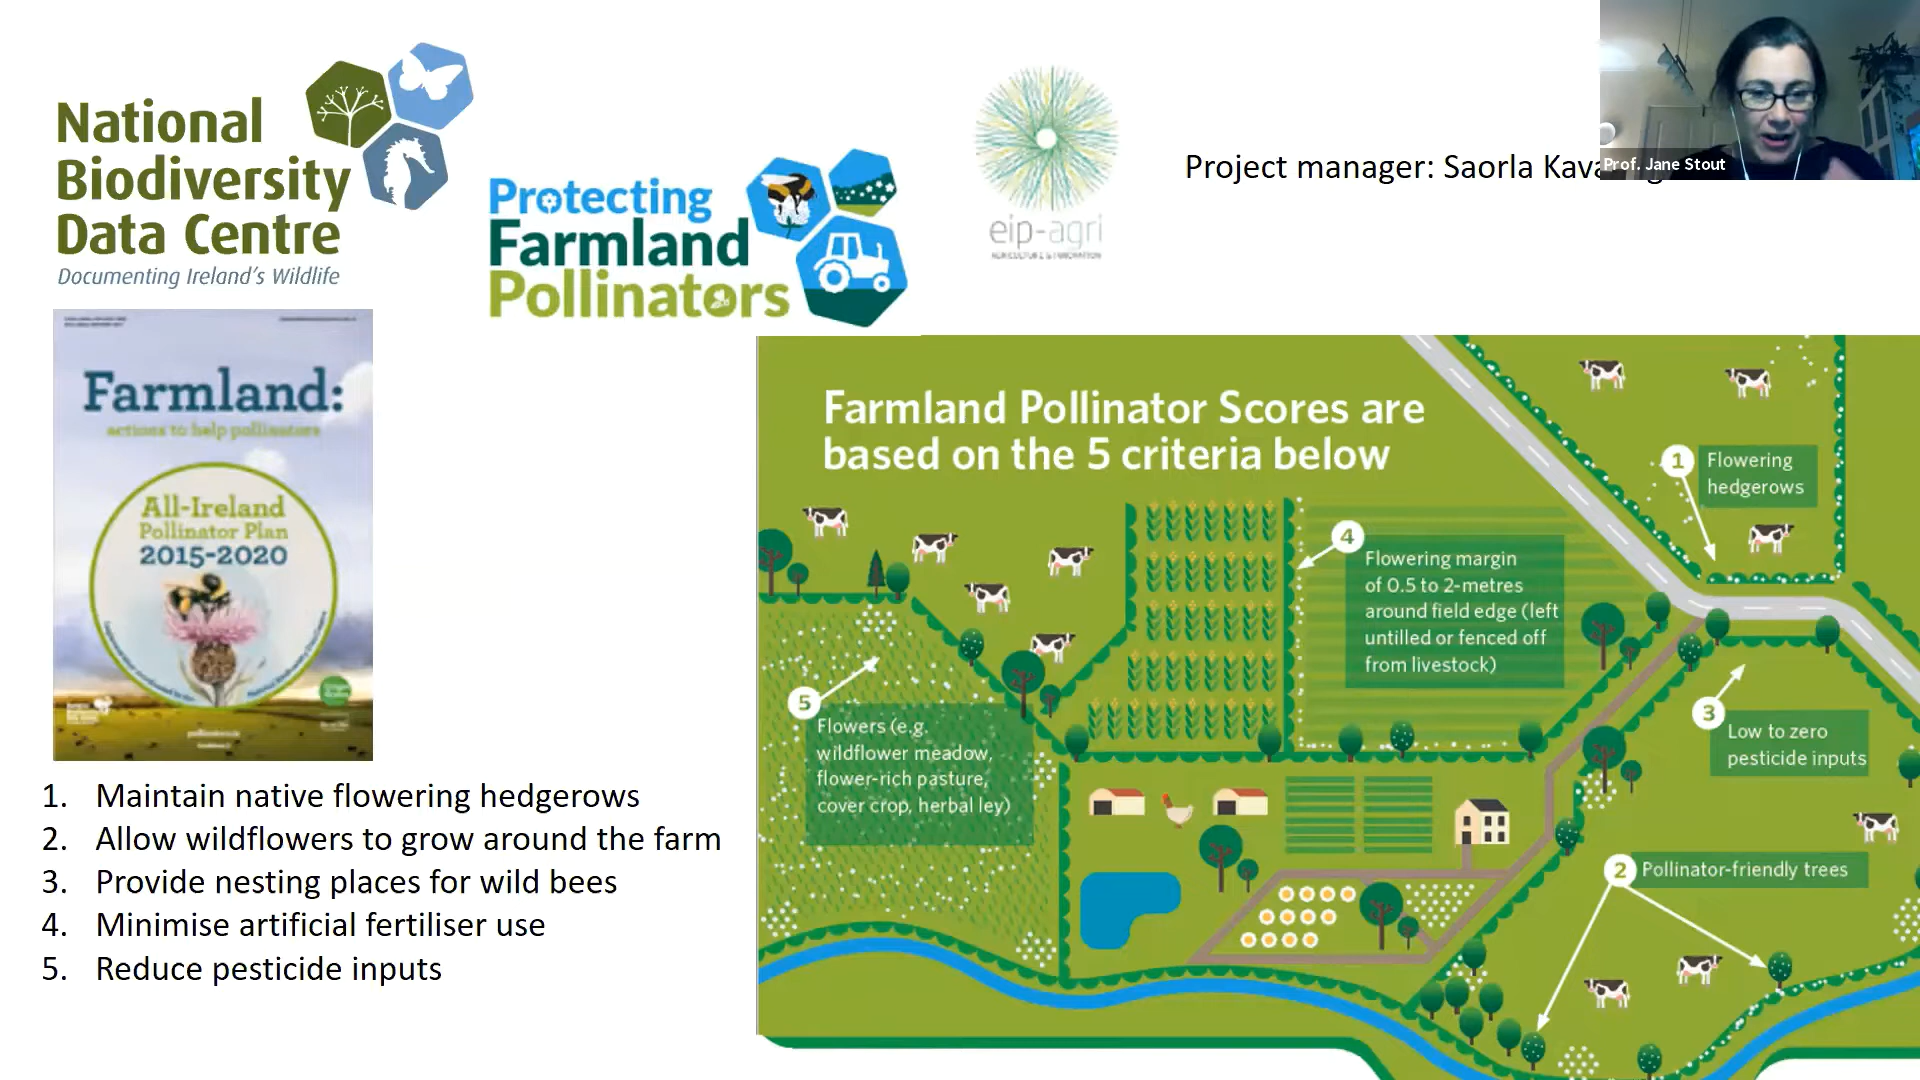 National
Biodiversity
Data Centre
Documenting Ireland's Wildlife
Protecting
Farmland
Pollinators
eip-agri
AGRICULTURE & INNOVATION
Project manager: Saorla
Prof. Jane Stout
Farmland:
actions to help pollinators
All-Ireland
Pollinator Plan
2015-2020
1. Maintain native flowering hedgerows
2. Allow wildflowers to grow around the farm
3. Provide nesting places for wild bees
4. Minimise artificial fertiliser use
5. Reduce pesticide inputs
Farmland Pollinator Scores are
based on the 5 criteria below
1
Flowering
hedgerows
4
Flowering margin
of 0.5 to 2-metres
around field edge (left
untilled or fenced off
from livestock)
5
Flowers (e.g.
wildflower meadow,
flower-rich pasture,
cover crop, herbal ley)
3
Low to zero
pesticide inputs
2
Pollinator-friendly trees